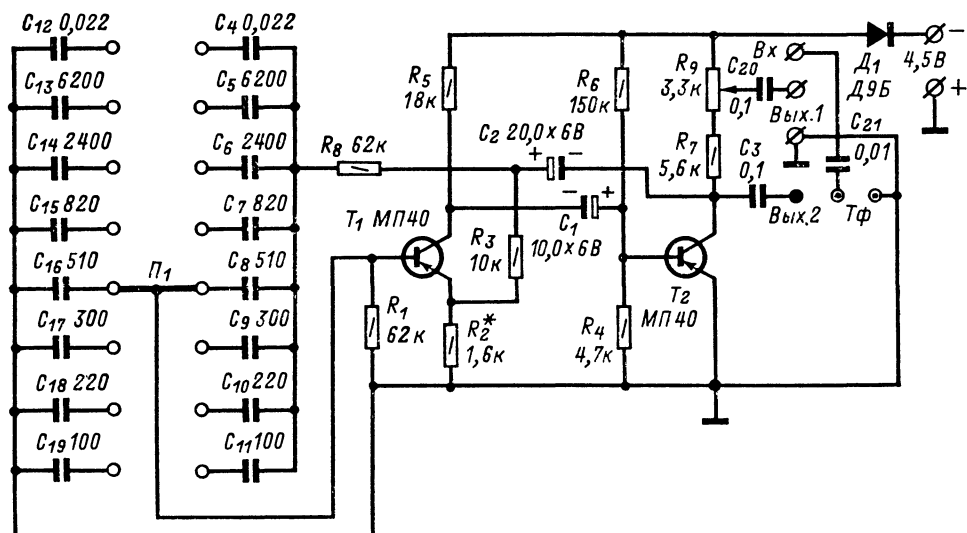 C12 0,022
C4 0,022
C13 6200
C5 6200
C14 2400
C6 2400
C15 820
C7 820
C16 510
П1
C8 510
C17 300
C9 300
C18 220
C10 220
C19 100
C11 100
R8 62к
R5
18к
C2 20,0×6В
+
−
R6
150к
R9
3,3к
C20
0,1
Вх
Вых.1
Д1
Д9Б
−
4,5В
+
C21
0,01
R7
5,6к
C3
0,1
Вых.2
Тф
Т1 МП40
−
+
C1
10,0×6В
R3
10к
R1
62к
R2*
1,6к
R4
4,7к
Т2
МП40